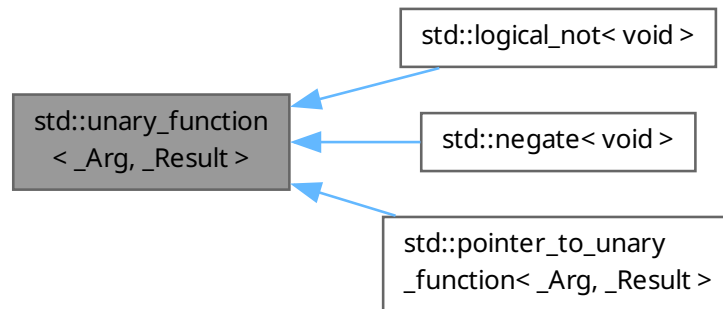 std::logical_not< void >
std::unary_function
< _Arg, _Result >
std::negate< void >
std::pointer_to_unary
_function< _Arg, _Result >